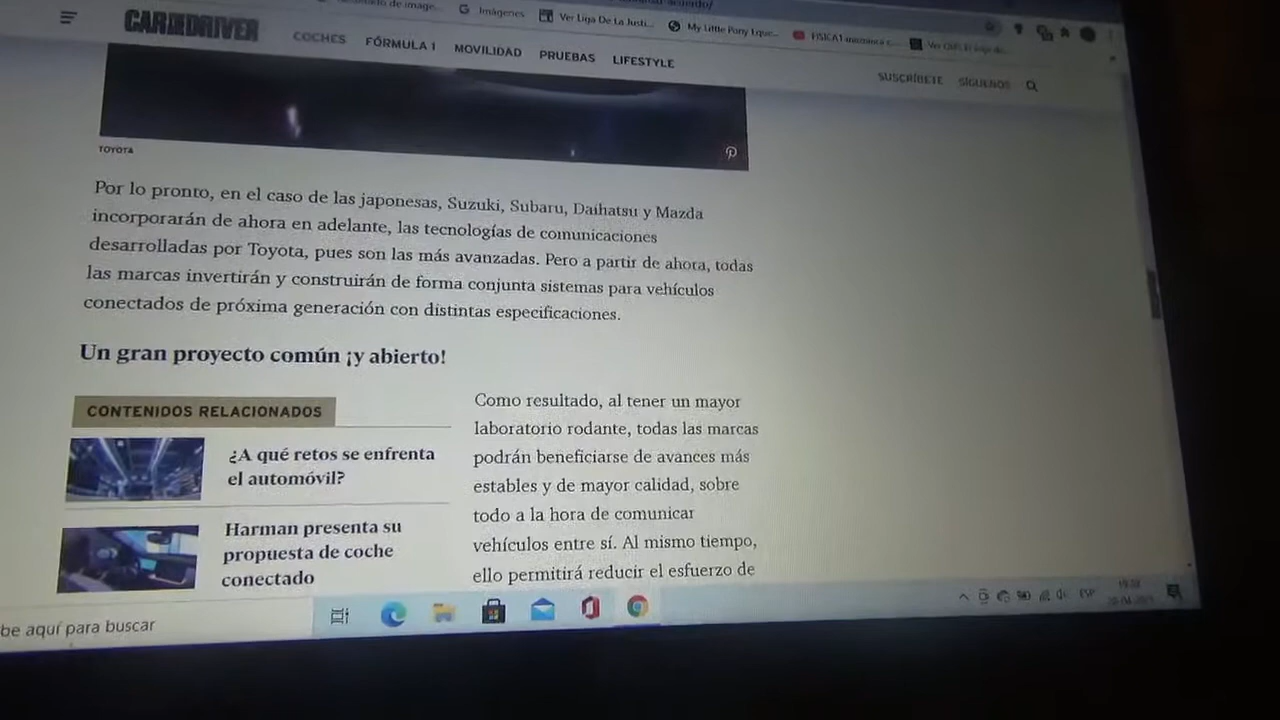 de image...
Imágenes
Ver Liga De La Justi...
My Little Pony Eque...
CAR AND DRIVER
COCHES
FÓRMULA 1
MOVILIDAD
PRUEBAS
LIFESTYLE
SUSCRÍBETE
SÍGUENOS
TOYOTA
Por lo pronto, en el caso de las japonesas, Suzuki, Subaru, Daihatsu y Mazda
incorporarán de ahora en adelante, las tecnologías de comunicaciones
desarrolladas por Toyota, pues son las más avanzadas. Pero a partir de ahora, todas
las marcas invertirán y construirán de forma conjunta sistemas para vehículos
conectados de próxima generación con distintas especificaciones.
Un gran proyecto común ¡y abierto!
CONTENIDOS RELACIONADOS
¿A qué retos se enfrenta
el automóvil?
Harman presenta su
propuesta de coche
conectado
Como resultado, al tener un mayor
laboratorio rodante, todas las marcas
podrán beneficiarse de avances más
estables y de mayor calidad, sobre
todo a la hora de comunicar
vehículos entre sí. Al mismo tiempo,
ello permitirá reducir el esfuerzo de
be aquí para buscar
ESP